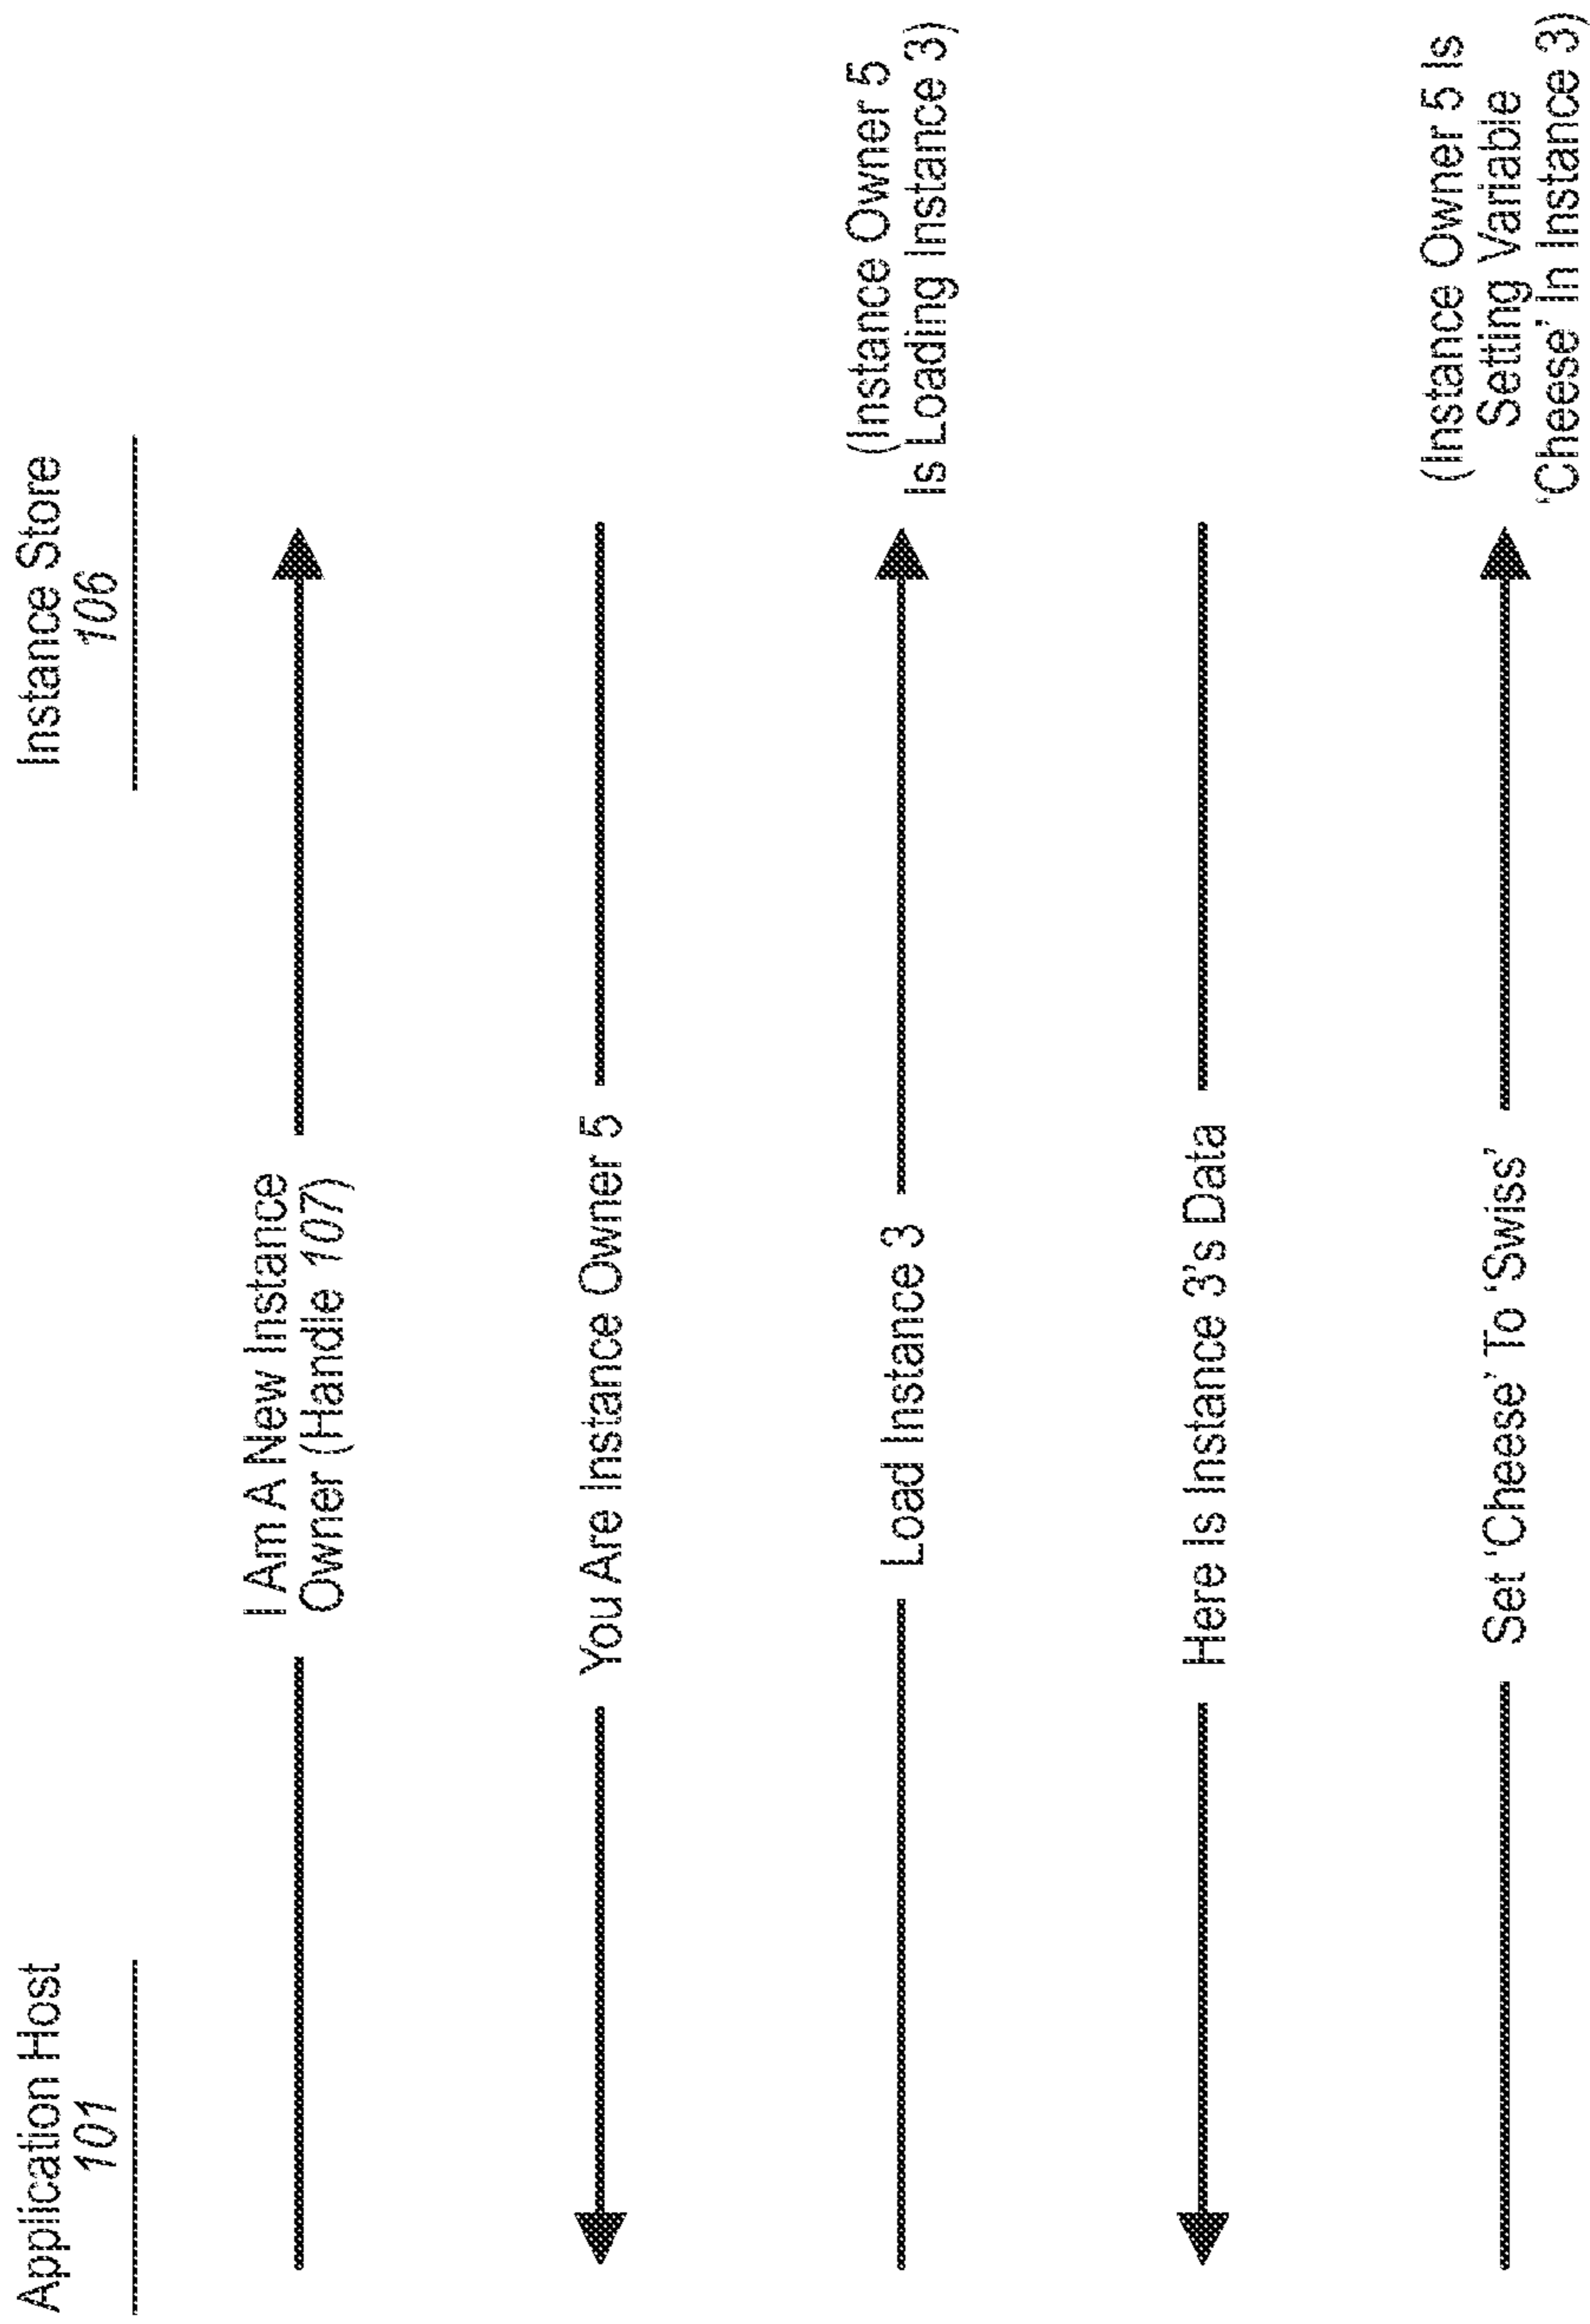 Application Host
101
Instance Store
106
I Am A New Instance
Owner (Handle 107)
You Are Instance Owner 5
Load Instance 3
(Instance Owner 5
Is Loading Instance 3)
Here Is Instance 3's Data
Set 'Cheese' To 'Swiss'
(Instance Owner 5 Is
Setting Variable
'Cheese' In Instance 3)